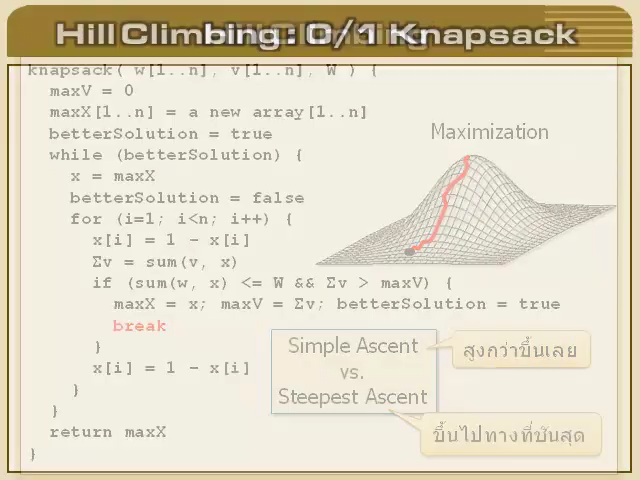 Hill Climbing : 0/1 Knapsack
knapsack( w[1..n], v[1..n], W ) {
maxV = 0
maxX[1..n] = a new array[1..n]
betterSolution = true
while (betterSolution) {
x = maxX
betterSolution = false
for (i=1; i<n; i++) {
x[i] = 1 - x[i]
Σv = sum(v, x)
if (sum(w, x) <= W && Σv > maxV) {
maxX = x; maxV = Σv; betterSolution = true
break
}
x[i] = 1 - x[i]
}
}
return maxX
}
Maximization
Simple Ascent
vs.
Steepest Ascent
สูงกว่าขึ้นเลย
ขึ้นไปทางที่ชันสุด